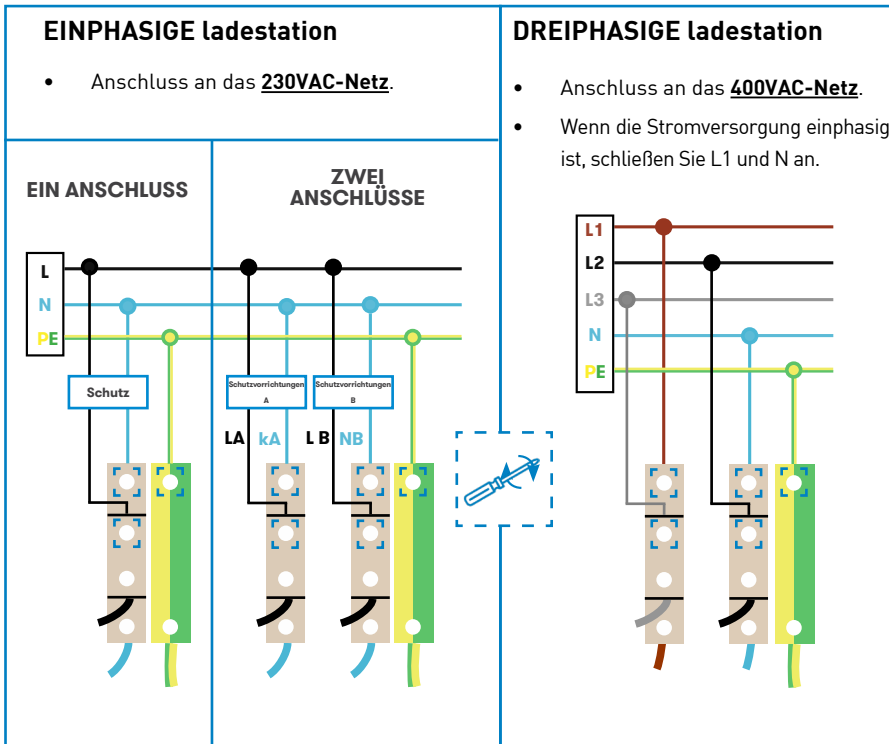 EINPHASIGE ladestation
• Anschluss an das 230VAC-Netz.
EIN ANSCHLUSS
ZWEI
ANSCHLÜSSE
L
N
PE
Schutz
Schutzvorrichtungen
A
Schutzvorrichtungen
B
LA
kA
L B
NB
DREIPHASIGE ladestation
• Anschluss an das 400VAC-Netz.
• Wenn die Stromversorgung einphasig
ist, schließen Sie L1 und N an.
L1
L2
L3
N
PE